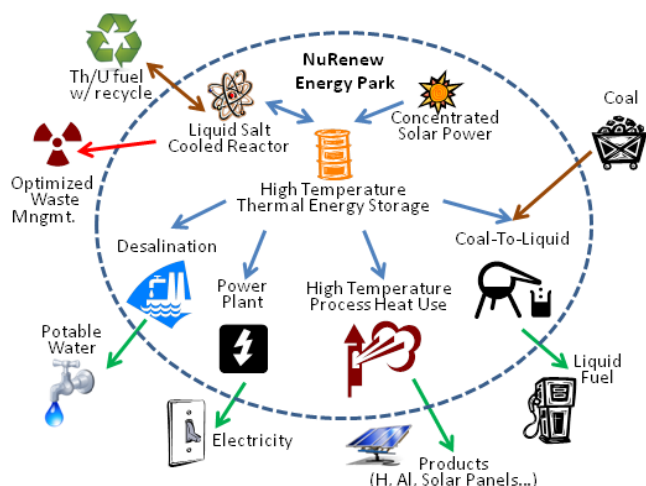 NuRenew
Energy Park
Th/U fuel
w/ recycle
Liquid Salt
Cooled Reactor
Concentrated
Solar Power
Coal
Optimized
Waste
Mngmt.
High Temperature
Thermal Energy Storage
Desalination
Power
Plant
High Temperature
Process Heat Use
Coal-To-Liquid
Potable
Water
Liquid
Fuel
Electricity
Products
(H, Al, Solar Panels...)